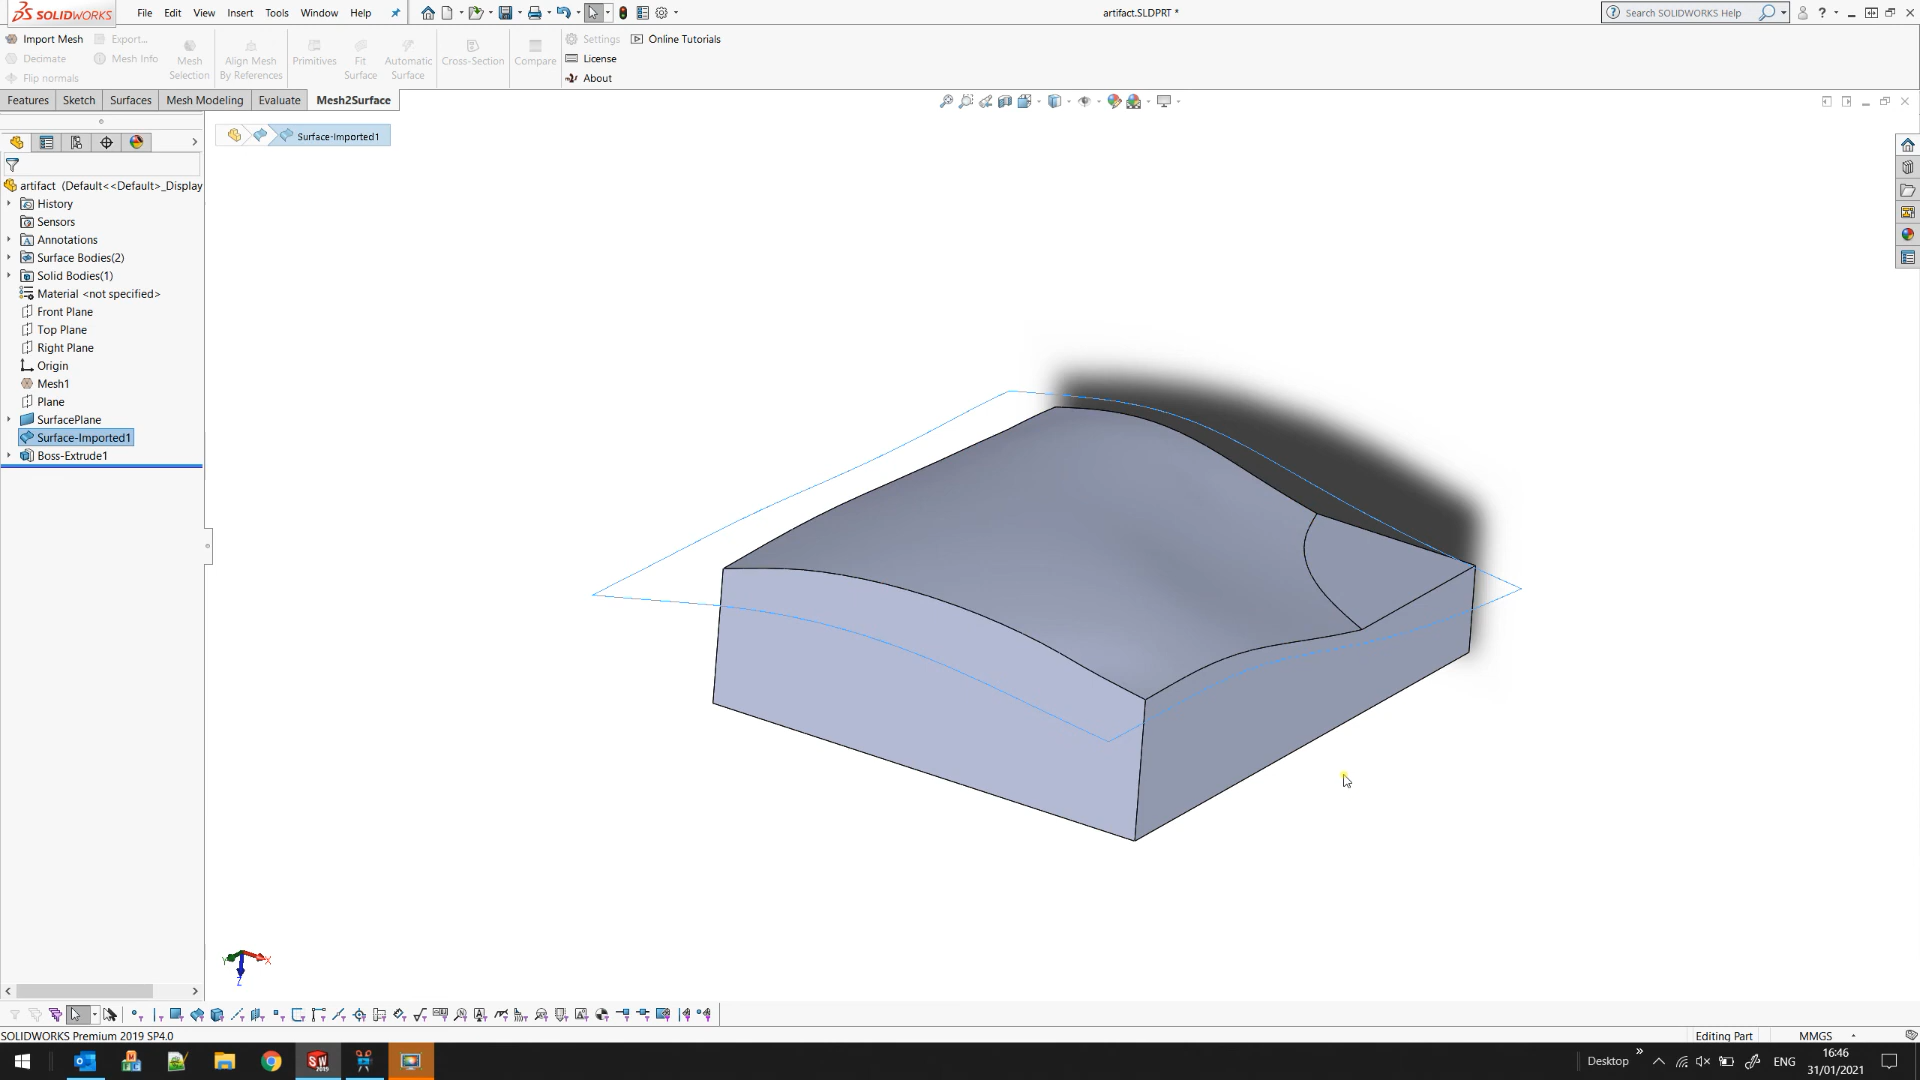 SOLIDWORKS
File Edit View Insert Tools Window Help
artifact.SLDPRT *
Search SOLIDWORKS Help
Import Mesh
Export...
Decimate
Mesh Info
Flip normals
Mesh Selection
Align Mesh By References
Primitives
Fit Surface
Automatic Surface
Cross-Section
Compare
Settings
Online Tutorials
License
About
Features Sketch Surfaces Mesh Modeling Evaluate Mesh2Surface
Surface-Imported1
artifact (Default<<Default>_Display
History
Sensors
Annotations
Surface Bodies(2)
Solid Bodies(1)
Material <not specified>
Front Plane
Top Plane
Right Plane
Origin
Mesh1
Plane
SurfacePlane
Surface-Imported1
Boss-Extrude1
Y X
Z
SOLIDWORKS Premium 2019 SP4.0
Editing Part
MMGS
SW
2019
Desktop
ENG
16:46
31/01/2021